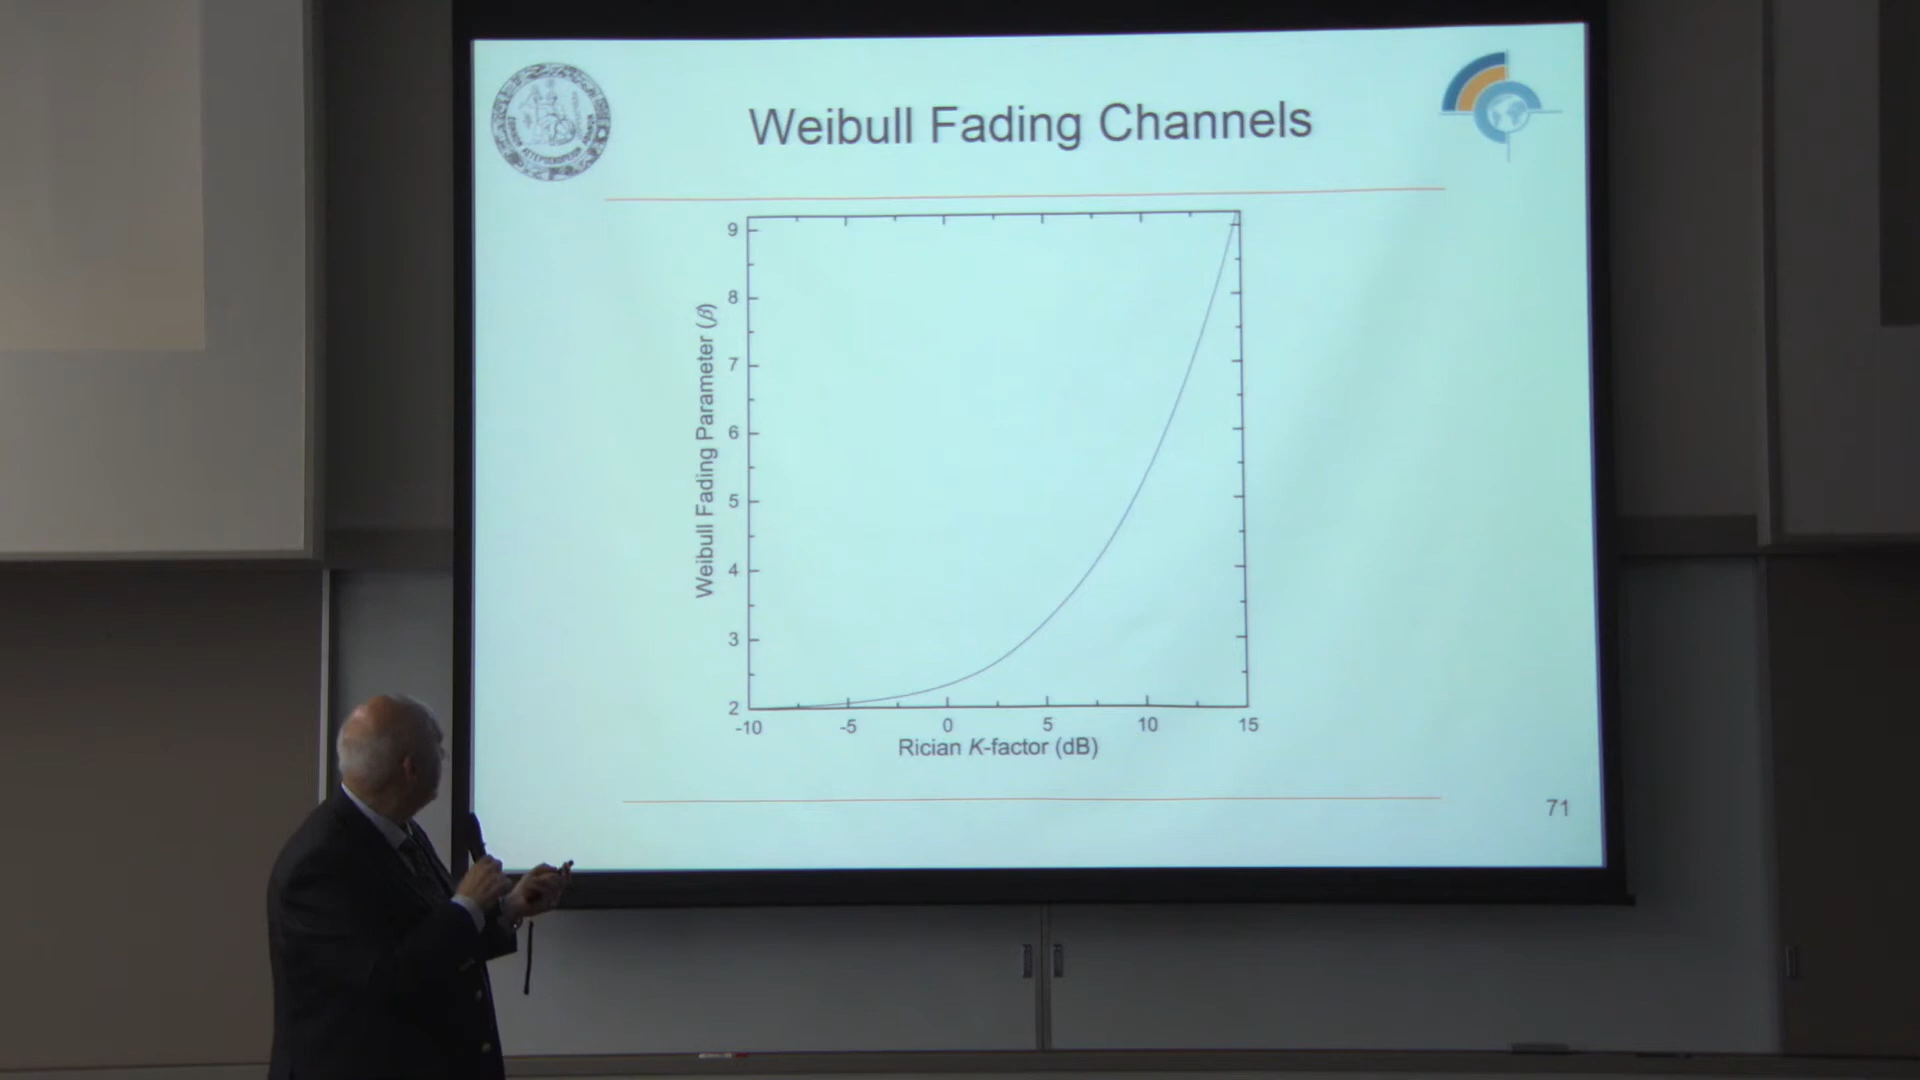 Weibull Fading Channels
9
8
7
6
5
4
3
2
Weibull Fading Parameter (β)
-10 -5 0 5 10 15
Rician K-factor (dB)
71